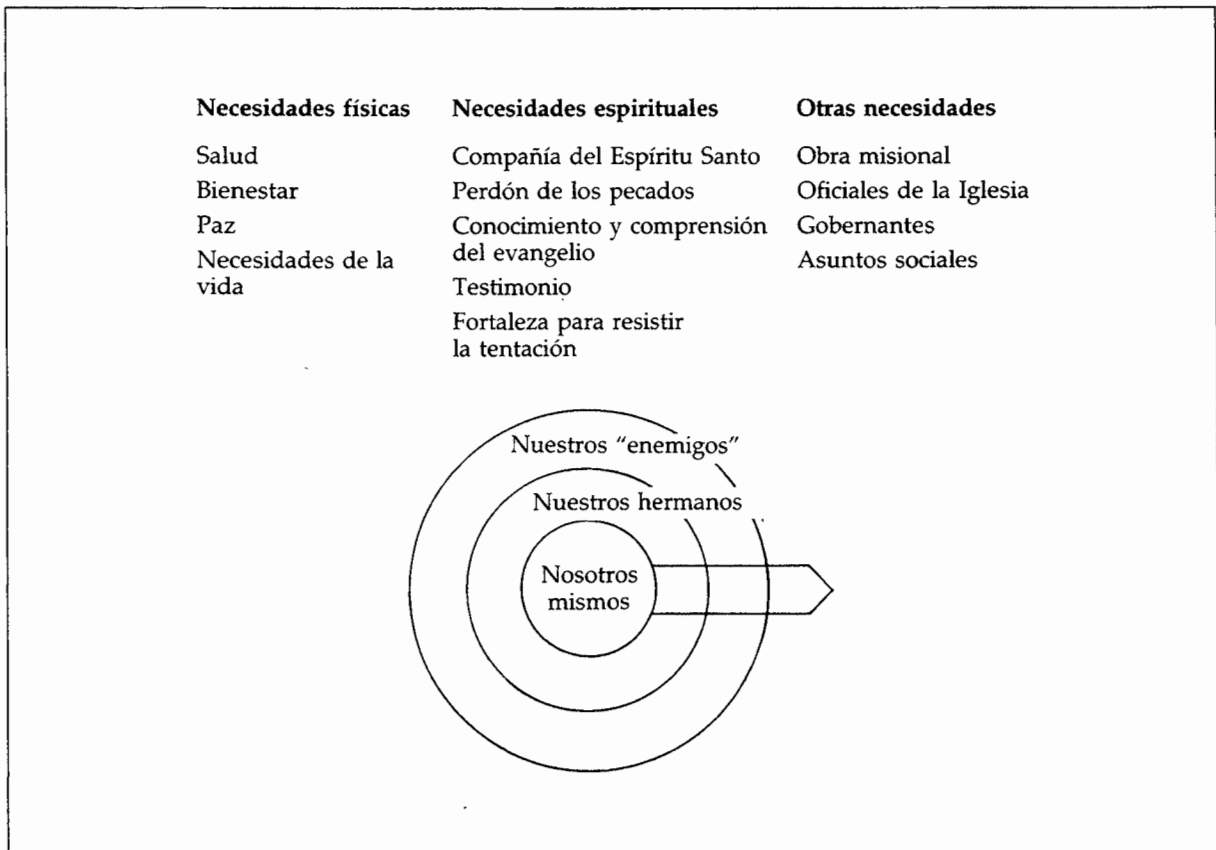 Necesidades físicas
Salud
Bienestar
Paz
Necesidades de la
vida
Necesidades espirituales
Compañía del Espíritu Santo
Perdón de los pecados
Conocimiento y comprensión
del evangelio
Testimonio
Fortaleza para resistir
la tentación
Otras necesidades
Obra misional
Oficiales de la Iglesia
Gobernantes
Asuntos sociales
Nuestros "enemigos"
Nuestros hermanos
Nosotros
mismos